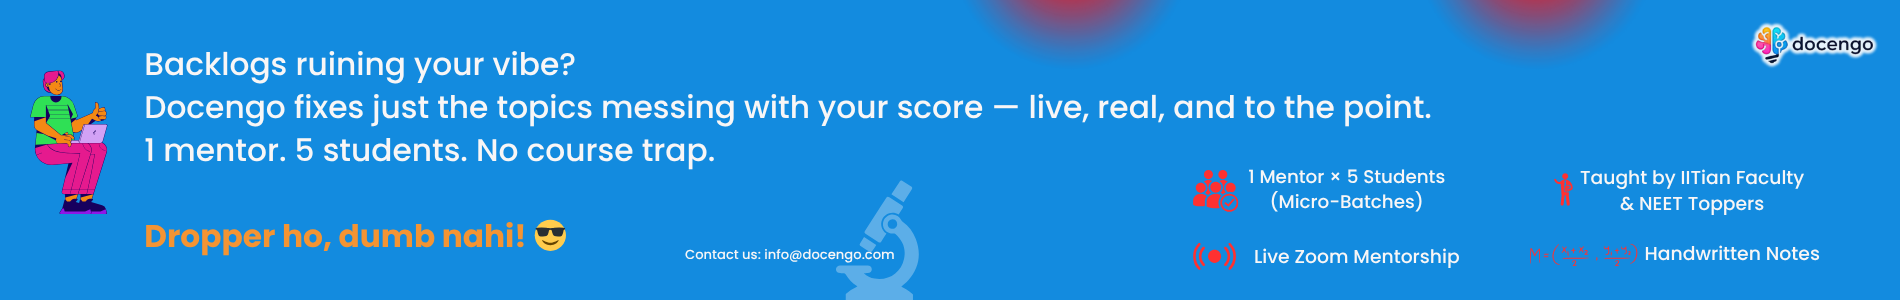 docengo
Backlogs ruining your vibe?
Docengo fixes just the topics messing with your score — live, real, and to the point.
1 mentor. 5 students. No course trap.
Dropper ho, dumb nahi! 😎
Contact us: info@docengo.com
1 Mentor × 5 Students
(Micro-Batches)
Taught by IITian Faculty
& NEET Toppers
Live Zoom Mentorship
Handwritten Notes